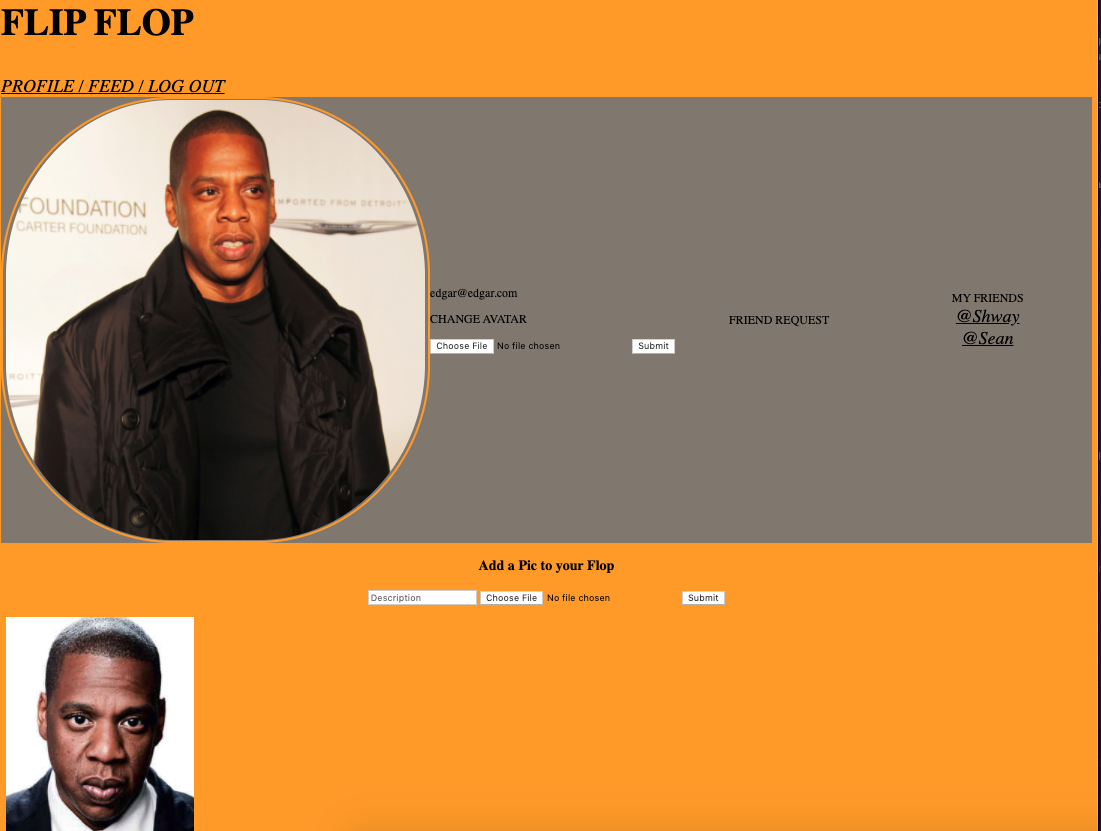 FLIP FLOP
PROFILE / FEED / LOG OUT
FOUNDATION
CARTER FOUNDATION
IMPORTED FROM DETROIT™
DETROIT™
edgar@edgar.com
CHANGE AVATAR
Choose File No file chosen Submit
FRIEND REQUEST
MY FRIENDS
@Shway
@Sean
Add a Pic to your Flop
Description Choose File No file chosen Submit